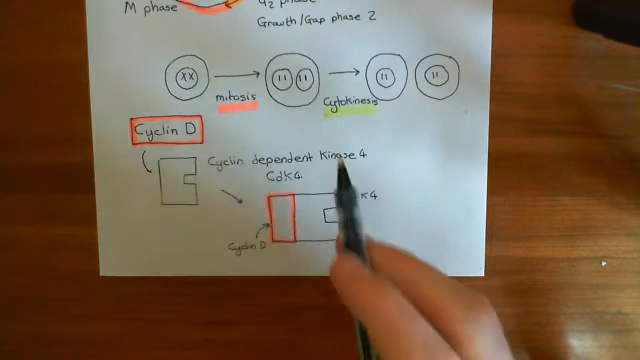 M phase
G2 phase
Growth/Gap phase 2
XX
mitosis
Cytokinesis
Cyclin D
Cyclin dependent Kinase 4
Cdk4
K4
Cyclin D